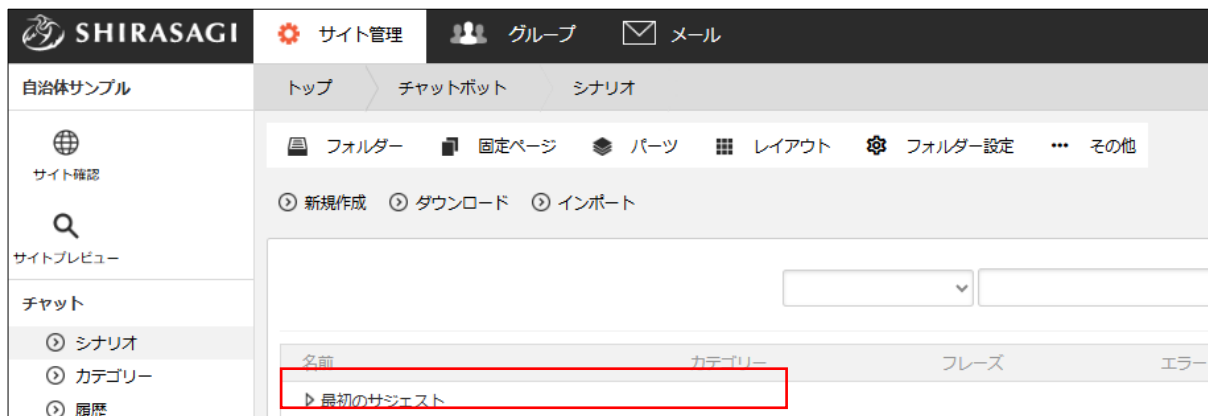 SHIRASAGI サイト管理 グループ メール
自治体サンプル トップ チャットボット シナリオ
フォルダー 固定ページ パーツ レイアウト フォルダー設定 ••• その他
サイト確認
新規作成 ダウンロード インポート
サイトプレビュー
チャット
シナリオ
名前 カテゴリー フレーズ エラー
カテゴリー
最初のサジェスト
履歴